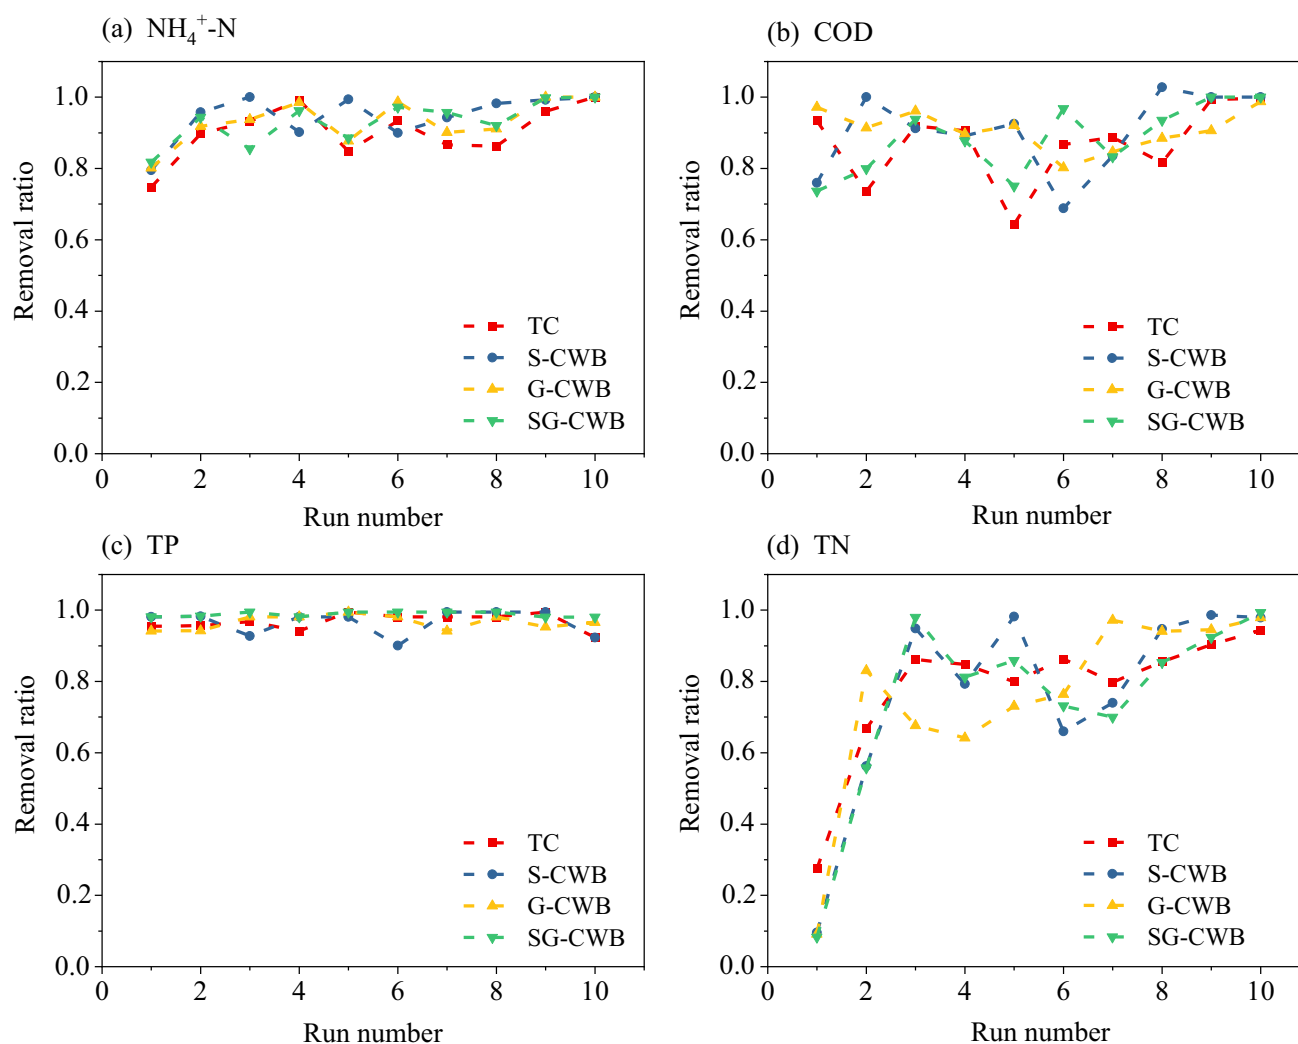 (a) NH₄⁺-N
1.0
0.8
0.6
0.4
0.2
0.0
Removal ratio
TC
S-CWB
G-CWB
SG-CWB
0 2 4 6 8 10
Run number
(b) COD
1.0
0.8
0.6
0.4
0.2
0.0
Removal ratio
TC
S-CWB
G-CWB
SG-CWB
0 2 4 6 8 10
Run number
(c) TP
1.0
0.8
0.6
0.4
0.2
0.0
Removal ratio
TC
S-CWB
G-CWB
SG-CWB
0 2 4 6 8 10
Run number
(d) TN
1.0
0.8
0.6
0.4
0.2
0.0
Removal ratio
TC
S-CWB
G-CWB
SG-CWB
0 2 4 6 8 10
Run number